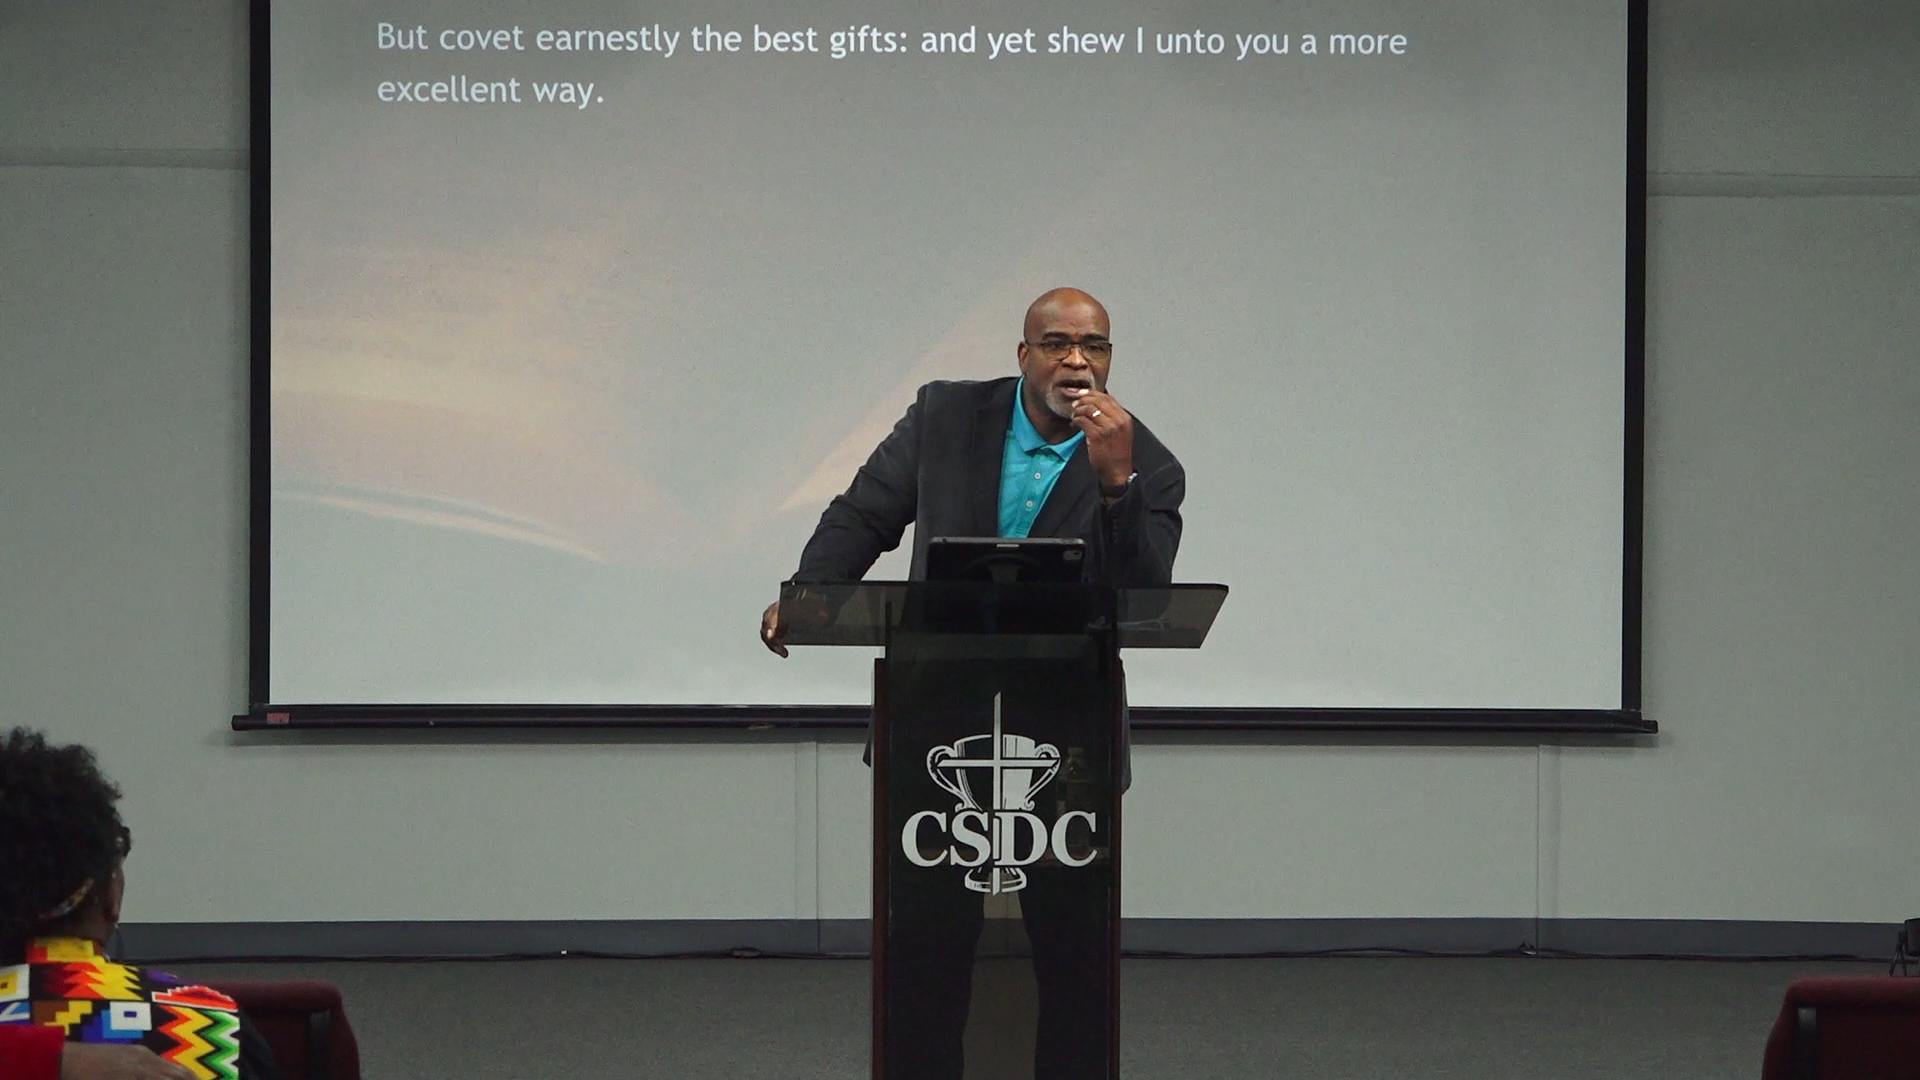 But covet earnestly the best gifts: and yet shew I unto you a more
excellent way.
CSDC